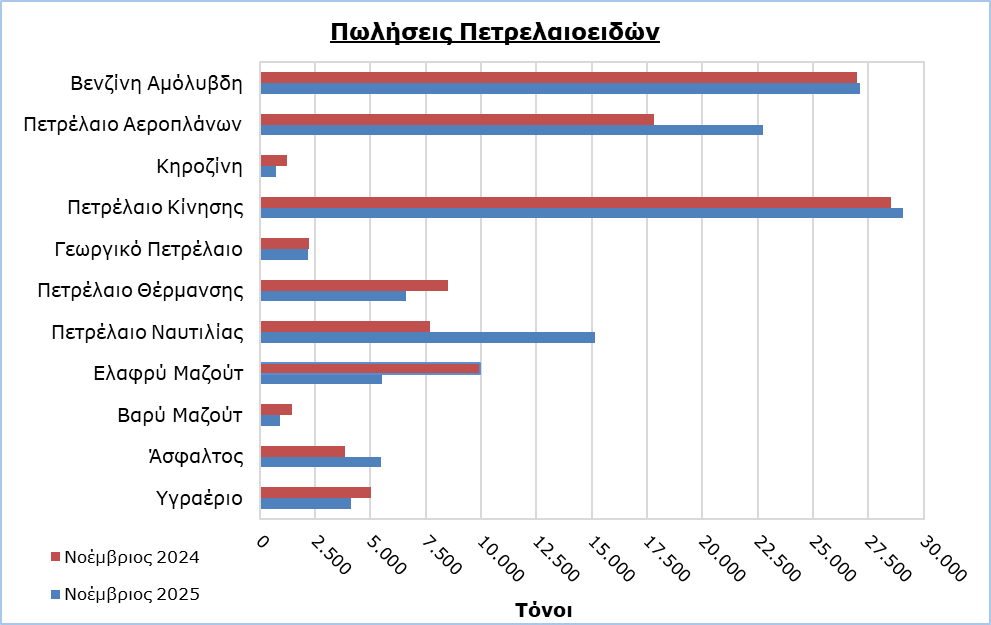 Πωλήσεις Πετρελαιοειδών
Βενζίνη Αμόλυβδη
Πετρέλαιο Αεροπλάνων
Κηροζίνη
Πετρέλαιο Κίνησης
Γεωργικό Πετρέλαιο
Πετρέλαιο Θέρμανσης
Πετρέλαιο Ναυτιλίας
Ελαφρύ Μαζούτ
Βαρύ Μαζούτ
Άσφαλτος
Υγραέριο
0
2.500
5.000
7.500
10.000
12.500
15.000
17.500
20.000
22.500
25.000
27.500
30.000
Τόνοι
Νοέμβριος 2024
Νοέμβριος 2025